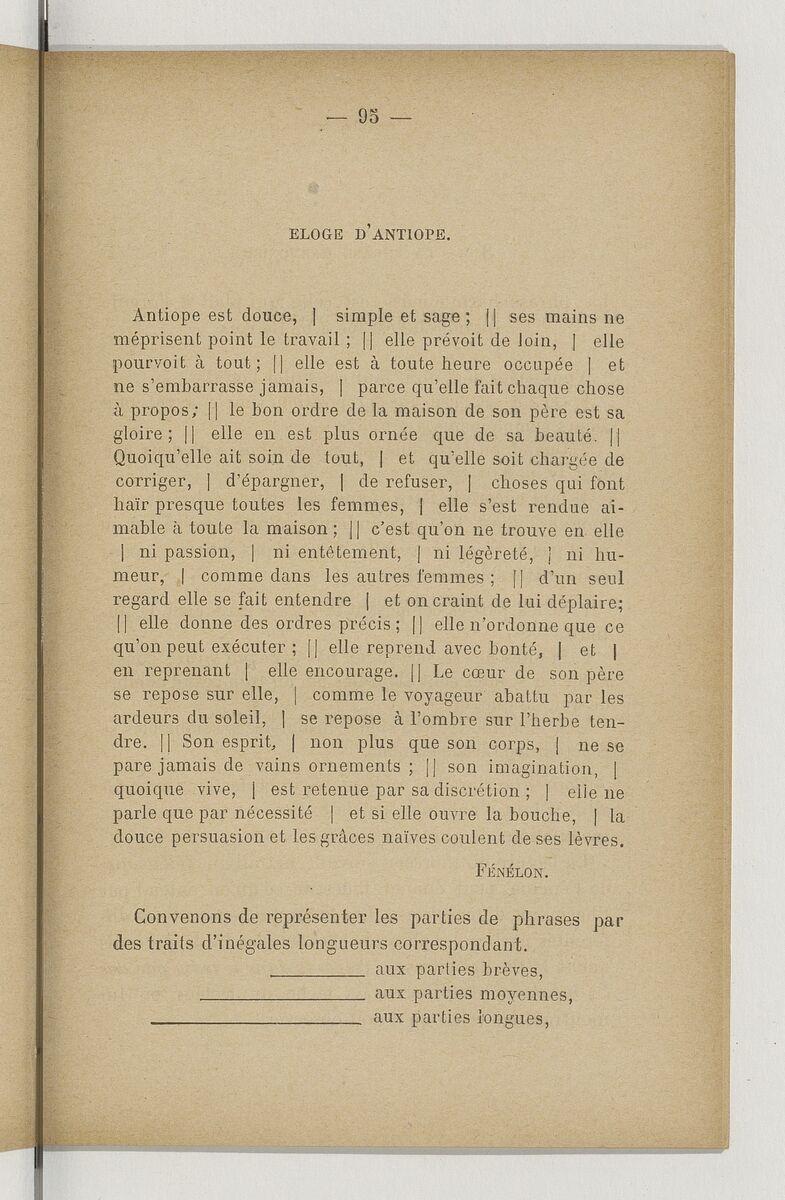 — 95 —
ELOGE D'ANTIOPE.
Antiope est douce, | simple et sage ; || ses mains ne
méprisent point le travail ; || elle prévoit de loin, | elle
pourvoit à tout ; || elle est à toute heure occupée | et
ne s'embarrasse jamais, | parce qu'elle fait chaque chose
à propos; || le bon ordre de la maison de son père est sa
gloire ; || elle en est plus ornée que de sa beauté. ||
Quoiqu'elle ait soin de tout, | et qu'elle soit chargée de
corriger, | d'épargner, | de refuser, | choses qui font
haïr presque toutes les femmes, | elle s'est rendue ai-
mable à toute la maison ; || c'est qu'on ne trouve en elle
| ni passion, | ni entêtement, | ni légèreté, | ni hu-
meur, | comme dans les autres femmes ; || d'un seul
regard elle se fait entendre | et on craint de lui déplaire;
|| elle donne des ordres précis ; || elle n'ordonne que ce
qu'on peut exécuter ; || elle reprend avec bonté, | et |
en reprenant | elle encourage. || Le cœur de son père
se repose sur elle, | comme le voyageur abattu par les
ardeurs du soleil, | se repose à l'ombre sur l'herbe ten-
dre. || Son esprit, | non plus que son corps, | ne se
pare jamais de vains ornements ; || son imagination, |
quoique vive, | est retenue par sa discrétion ; | elle ne
parle que par nécessité | et si elle ouvre la bouche, | la
douce persuasion et les grâces naïves coulent de ses lèvres.
FÉNÉLON.
Convenons de représenter les parties de phrases par
des traits d'inégales longueurs correspondant.
aux parties brèves,
aux parties moyennes,
aux parties longues,